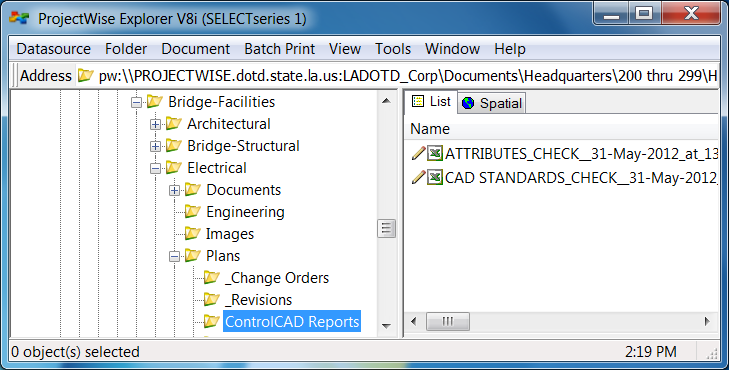 ProjectWise Explorer V8i (SELECTseries 1)
Datasource Folder Document Batch Print View Tools Window Help
Address pw:\\PROJECTWISE.dotd.state.la.us:LADOTD_Corp\Documents\Headquarters\200 thru 299\H
Bridge-Facilities
Architectural
Bridge-Structural
Electrical
Documents
Engineering
Images
Plans
_Change Orders
_Revisions
ControlCAD Reports
List Spatial
Name
ATTRIBUTES_CHECK__31-May-2012_at_13
CAD STANDARDS_CHECK__31-May-2012_
0 object(s) selected 2:19 PM